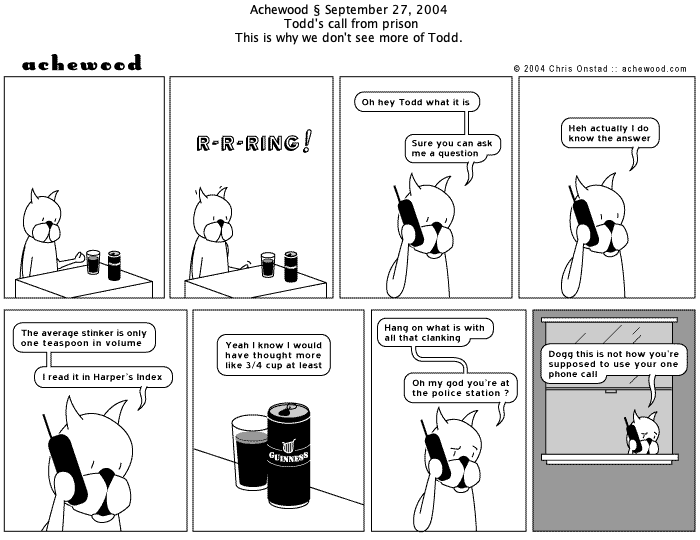 Achewood § September 27, 2004
Todd's call from prison
This is why we don't see more of Todd.
achewood
© 2004 Chris Onstad :: achewood.com
R-R-RING!
Oh hey Todd what it is
Sure you can ask
me a question
Heh actually I do
know the answer
The average stinker is only
one teaspoon in volume
I read it in Harper's Index
Yeah I know I would
have thought more
like 3/4 cup at least
GUINNESS
Hang on what is with
all that clanking
Oh my god you're at
the police station ?
Dogg this is not how you're
supposed to use your one
phone call